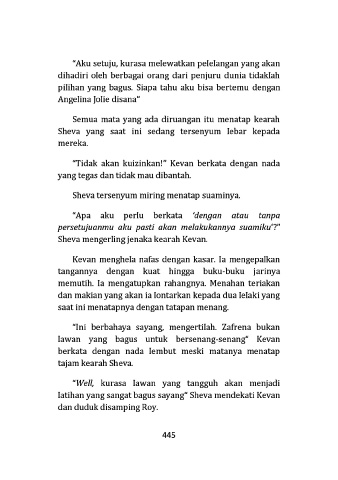 “Aku setuju, kurasa melewatkan pelelangan yang akan
dihadiri oleh berbagai orang dari penjuru dunia tidaklah
pilihan yang bagus. Siapa tahu aku bisa bertemu dengan
Angelina Jolie disana”
Semua mata yang ada diruangan itu menatap kearah
Sheva yang saat ini sedang tersenyum lebar kepada
mereka.
“Tidak akan kuizinkan!” Kevan berkata dengan nada
yang tegas dan tidak mau dibantah.
Sheva tersenyum miring menatap suaminya.
“Apa aku perlu berkata ‘dengan atau tanpa
persetujuanmu aku pasti akan melakukannya suamiku’?”
Sheva mengerling jenaka kearah Kevan.
Kevan menghela nafas dengan kasar. Ia mengepalkan
tangannya dengan kuat hingga buku-buku jarinya
memutih. Ia mengatupkan rahangnya. Menahan teriakan
dan makian yang akan ia lontarkan kepada dua lelaki yang
saat ini menatapnya dengan tatapan menang.
“Ini berbahaya sayang, mengertilah. Zafrena bukan
lawan yang bagus untuk bersenang-senang” Kevan
berkata dengan nada lembut meski matanya menatap
tajam kearah Sheva.
“Well, kurasa lawan yang tangguh akan menjadi
latihan yang sangat bagus sayang” Sheva mendekati Kevan
dan duduk disamping Roy.
445